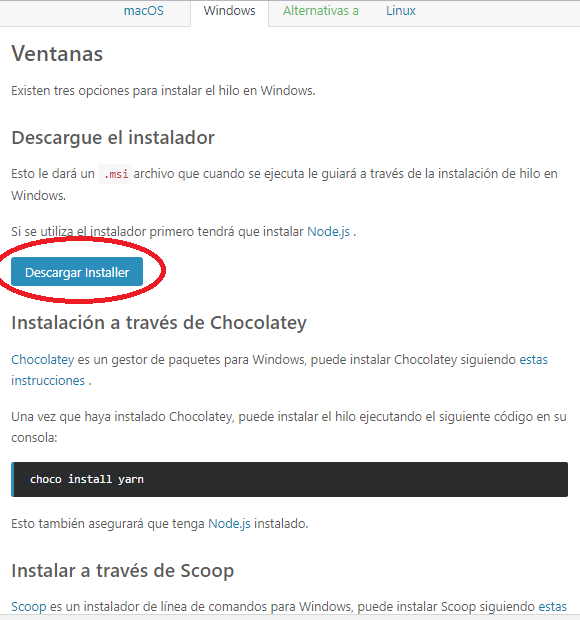 macOS Windows Alternativas a Linux
Ventanas
Existen tres opciones para instalar el hilo en Windows.
Descargue el instalador
Esto le dará un .msi archivo que cuando se ejecuta le guiará a través de la instalación de hilo en
Windows.
Si se utiliza el instalador primero tendrá que instalar Node.js .
Descargar Installer
Instalación a través de Chocolatey
Chocolatey es un gestor de paquetes para Windows, puede instalar Chocolatey siguiendo estas
instrucciones .
Una vez que haya instalado Chocolatey, puede instalar el hilo ejecutando el siguiente código en su
consola:
choco install yarn
Esto también asegurará que tenga Node.js instalado.
Instalar a través de Scoop
Scoop es un instalador de línea de comandos para Windows, puede instalar Scoop siguiendo estas